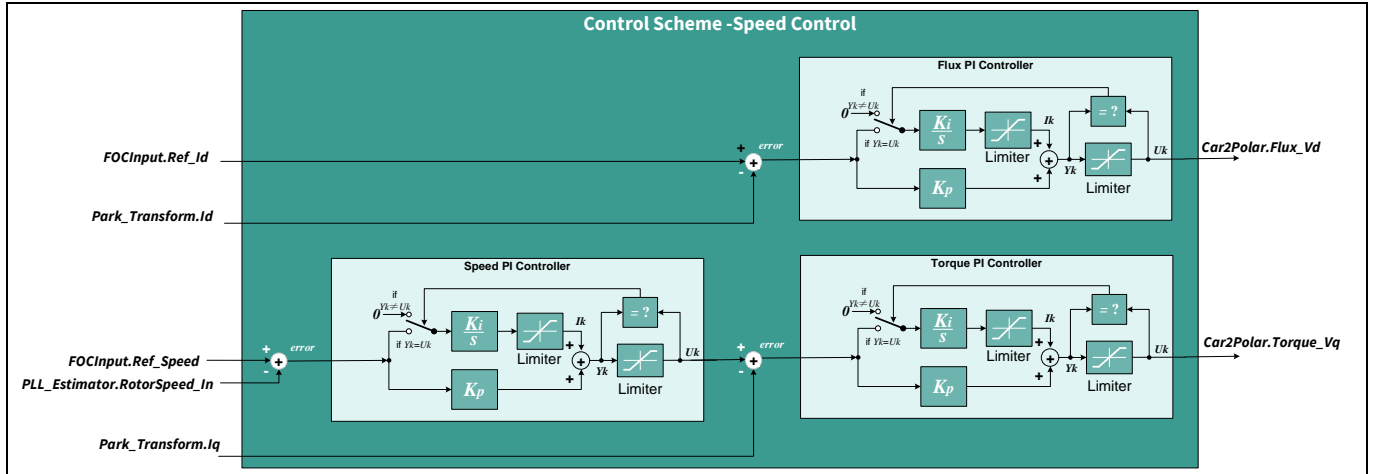 Control Scheme -Speed Control
Flux PI Controller
if
Yk≠Uk
0
if Yk=Uk
Ki
s
Limiter
Ik
+
+
+
Kp
Yk
Limiter
= ?
Uk
FOCInput.Ref_Id
+
-
+
error
Car2Polar.Flux_Vd
Park_Transform.Id
Speed PI Controller
if
Yk≠Uk
0
if Yk=Uk
Ki
s
Limiter
Ik
+
+
+
Kp
Yk
Limiter
= ?
Uk
Torque PI Controller
if
Yk≠Uk
0
if Yk=Uk
Ki
s
Limiter
Ik
+
+
+
Kp
Yk
Limiter
= ?
Uk
FOCInput.Ref_Speed
+
-
+
error
PLL_Estimator.RotorSpeed_In
+
-
+
error
Car2Polar.Torque_Vq
Park_Transform.Iq